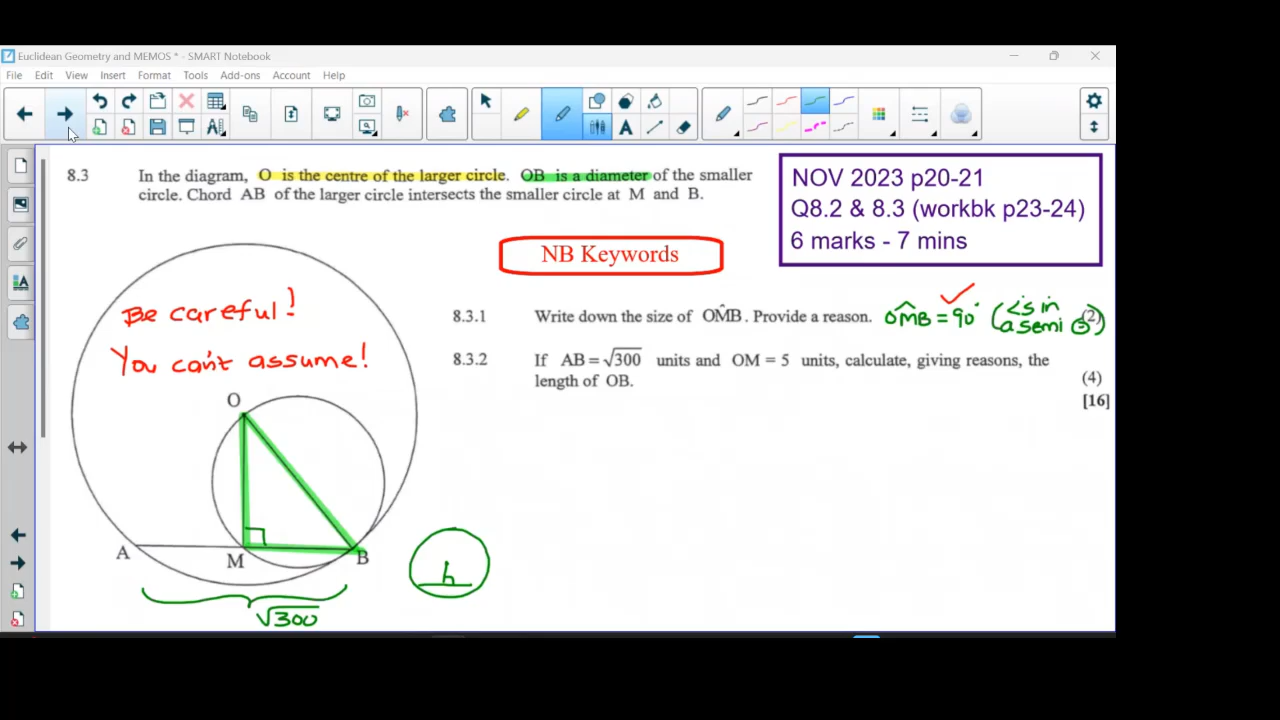 Euclidean Geometry and MEMOS * - SMART Notebook
File Edit View Insert Format Tools Add-ons Account Help
8.3 In the diagram, O is the centre of the larger circle. OB is a diameter of the smaller
circle. Chord AB of the larger circle intersects the smaller circle at M and B.
NOV 2023 p20-21
Q8.2 & 8.3 (workbk p23-24)
6 marks - 7 mins
NB Keywords
Be careful!
You can't assume!
8.3.1 Write down the size of OM̂B. Provide a reason. (2)
OM̂B = 90° (<'s in
a semi ⊙)
8.3.2 If AB = √300 units and OM = 5 units, calculate, giving reasons, the
length of OB. (4)
[16]
O
A
M
B
√300